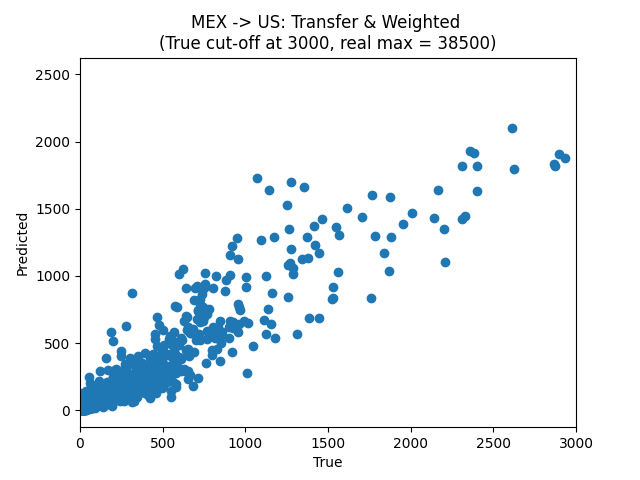 MEX -> US: Transfer & Weighted
(True cut-off at 3000, real max = 38500)
2500
2000
1500
1000
500
0
Predicted
0 500 1000 1500 2000 2500 3000
True